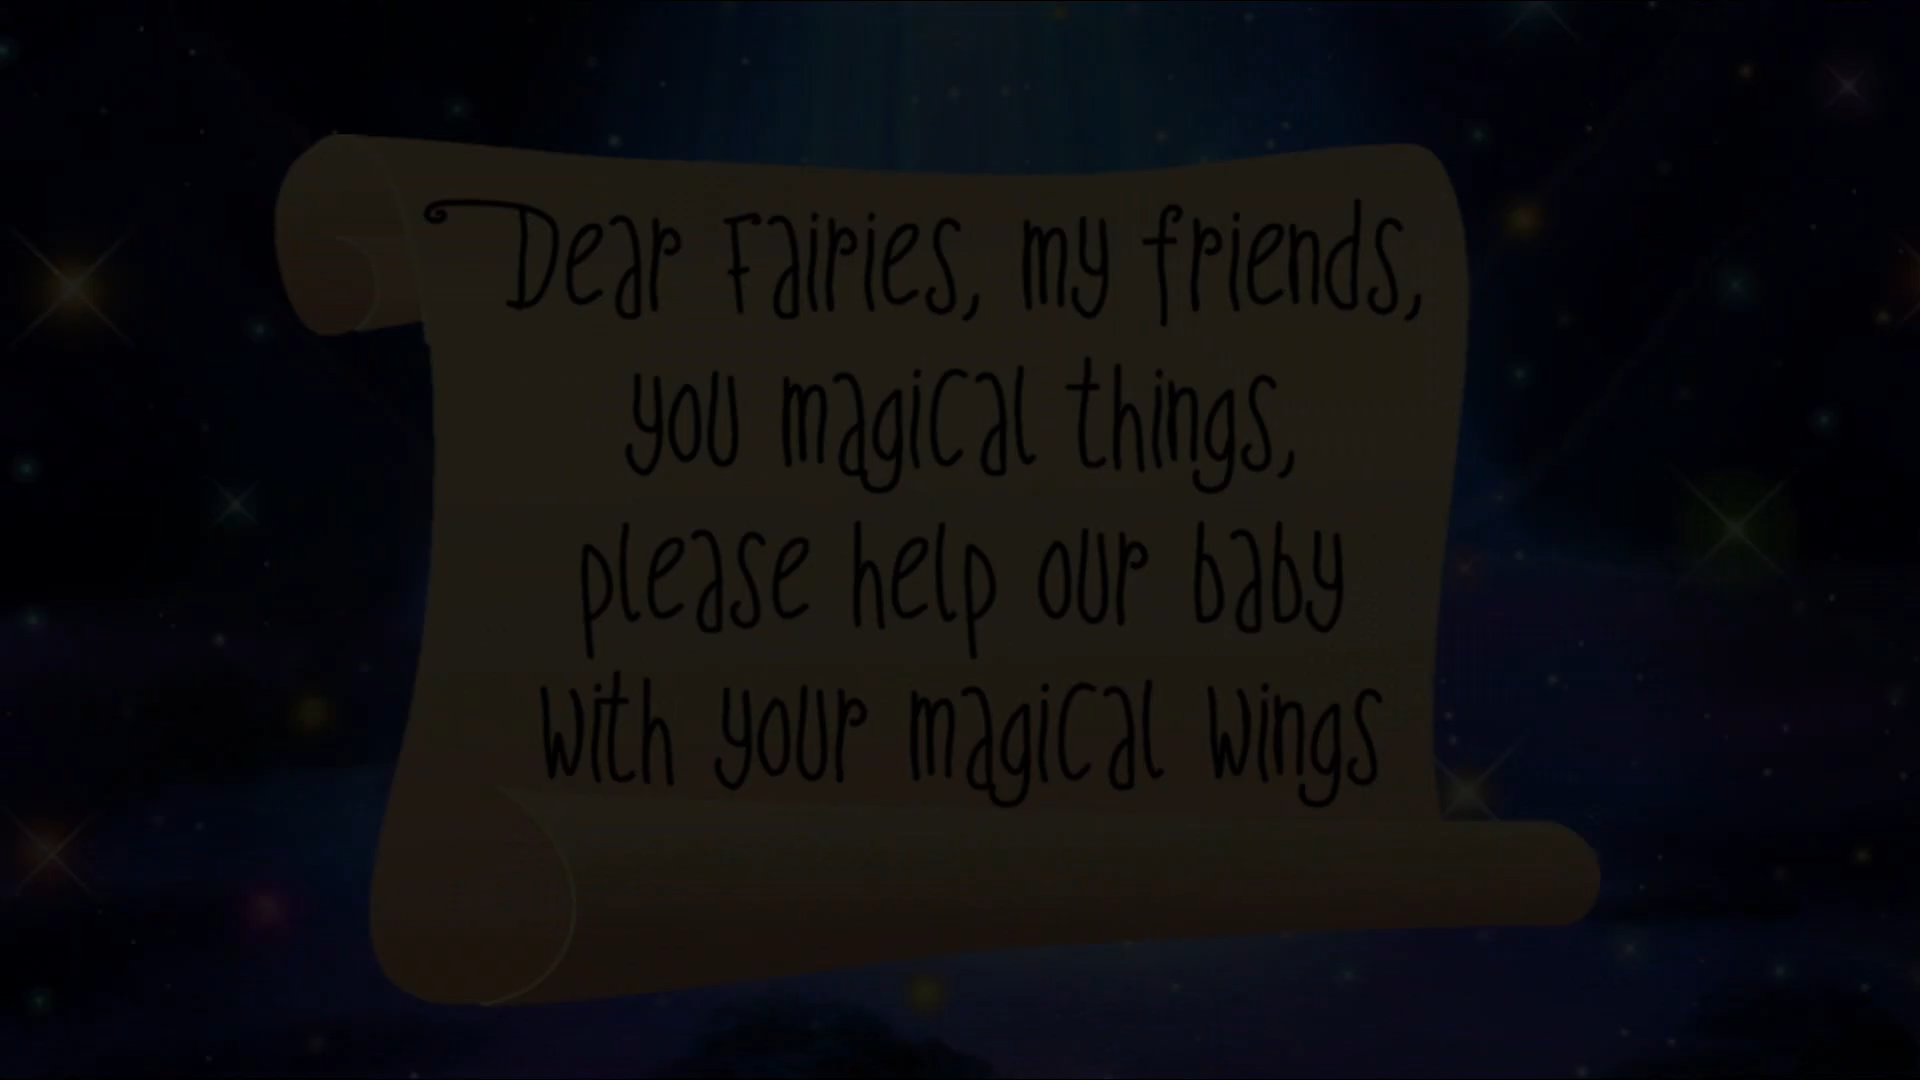 Dear Fairies, my friends,
you magical things,
please help our baby
with your magical wings